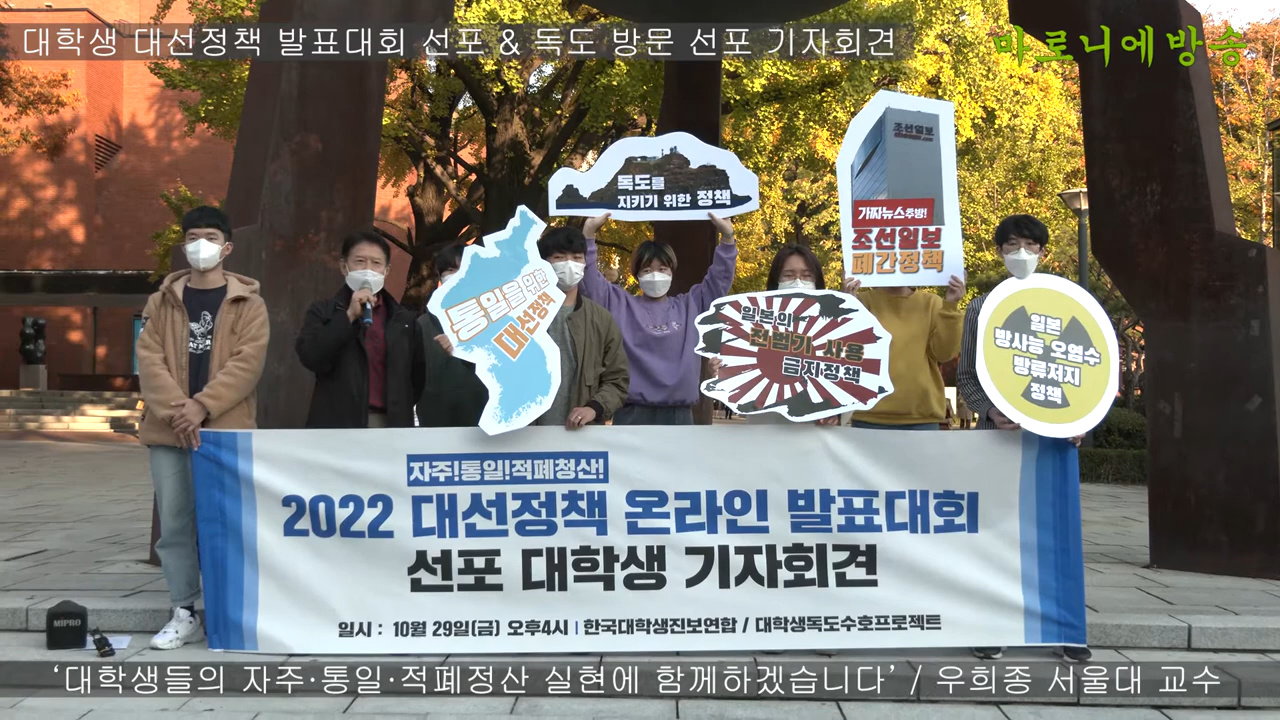 대학생 대선정책 발표대회 선포 & 독도 방문 선포 기자회견
마로니에방송
조선일보
독도를
지키기 위한 정책
가짜뉴스추방!
조선일보
폐간정책
통일을 위한
대선정책
일본의
전범기 사용
금지정책
일본
방사능 오염수
방류저지
정책
자주!통일!적폐청산!
2022 대선정책 온라인 발표대회
선포 대학생 기자회견
일시 : 10월 29일(금) 오후4시 | 한국대학생진보연합 / 대학생독도수호프로젝트
MIPRO
‘대학생들의 자주·통일·적폐정산 실현에 함께하겠습니다’ / 우희종 서울대 교수